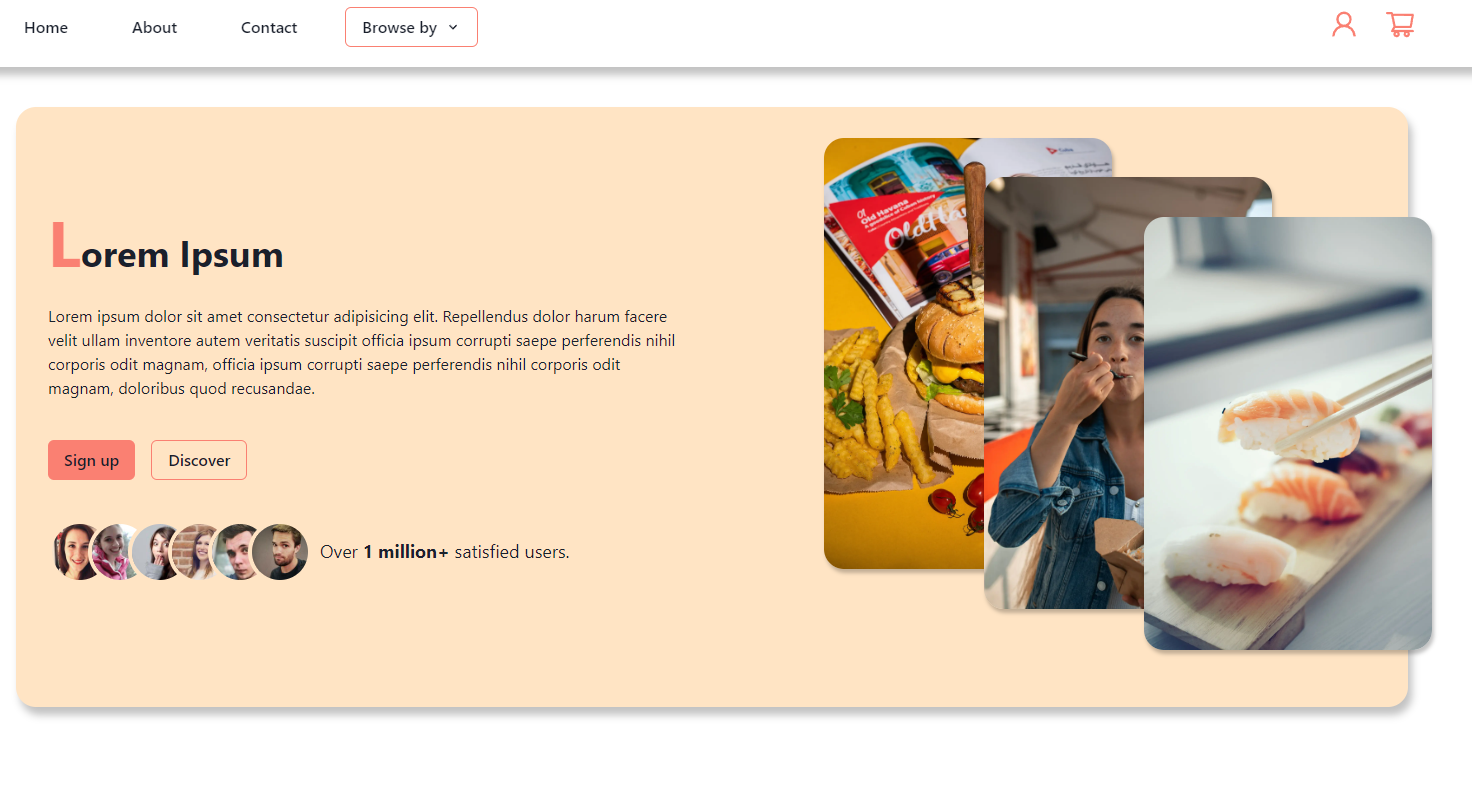 Home
About
Contact
Browse by
Lorem Ipsum
Lorem ipsum dolor sit amet consectetur adipisicing elit. Repellendus dolor harum facere
velit ullam inventore autem veritatis suscipit officia ipsum corrupti saepe perferendis nihil
corporis odit magnam, officia ipsum corrupti saepe perferendis nihil corporis odit
magnam, doloribus quod recusandae.
Sign up
Discover
Over 1 million+ satisfied users.
Old Havana